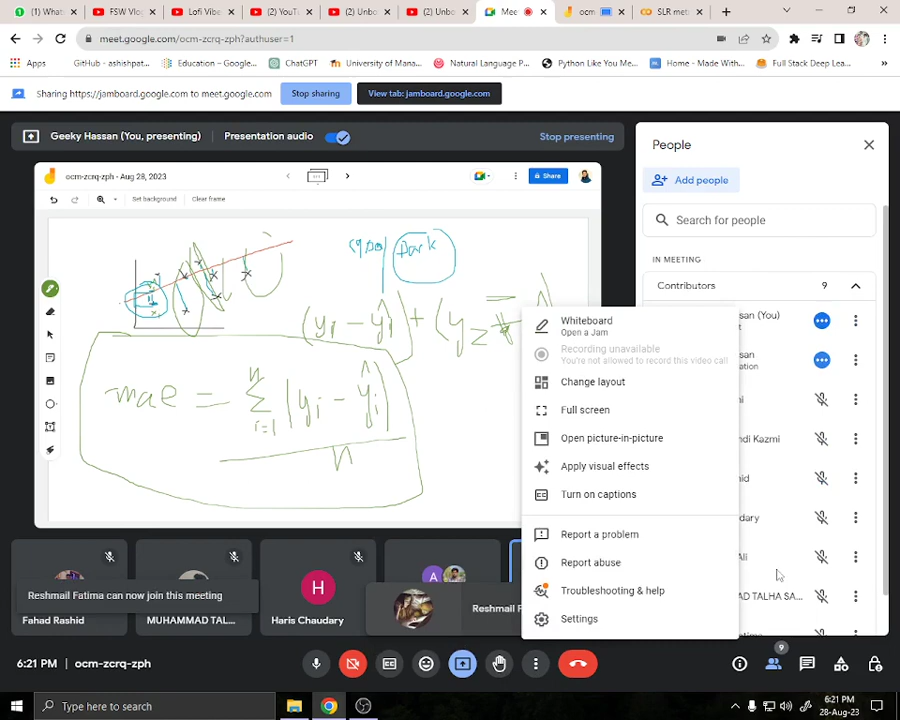 (1) What:
FSW Vlog
Lofi Vibe
(2) YouT
(2) Unbo
(2) Unb
Mee
ocm
SLR met
meet.google.com/ocm-zcrq-zph?authuser=1
Apps
GitHub - ashishpat...
Education – Google...
ChatGPT
University of Mana...
Natural Language P...
Python Like You Me...
Home - Made With...
Full Stack Deep Lea...
Sharing https://jamboard.google.com to meet.google.com
Stop sharing
View tab: jamboard.google.com
Geeky Hassan (You, presenting)
Presentation audio
Stop presenting
People
Add people
Search for people
IN MEETING
Contributors 9
ocm-zcrq-zph - Aug 28, 2023
Share
Set background
Clear frame
Park
(yi - ŷi) + (y2
mae = Σ |yi - ŷi|
n
i=1
n
san (You)
san
ndi Kazmi
nid
dary
Ali
AD TALHA SA...
Whiteboard
Open a Jam
Recording unavailable
You're not allowed to record this video call
Change layout
Full screen
Open picture-in-picture
Apply visual effects
Turn on captions
Report a problem
Report abuse
Troubleshooting & help
Settings
H
A
Reshmail Fatima can now join this meeting
Reshmail F
Fahad Rashid
MUHAMMAD TAL...
Haris Chaudary
6:21 PM
ocm-zcrq-zph
9
Type here to search
6:21 PM
28-Aug-23